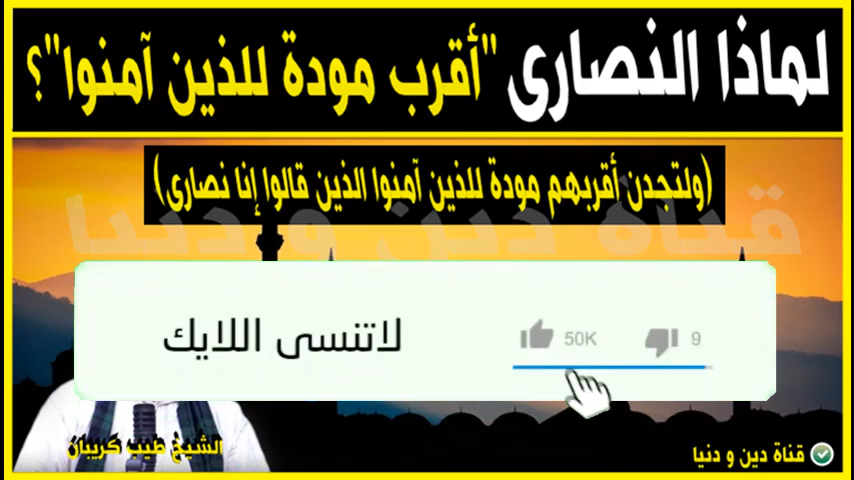 لماذا النصارى "أقرب مودة للذين آمنوا"؟
(ولتجدن أقربهم مودة للذين آمنوا الذين قالوا إنا نصارى)
قناة دين و دنيا
لاتنسى اللايك
50K
9
الشيخ طيب كريبان
قناة دين و دنيا